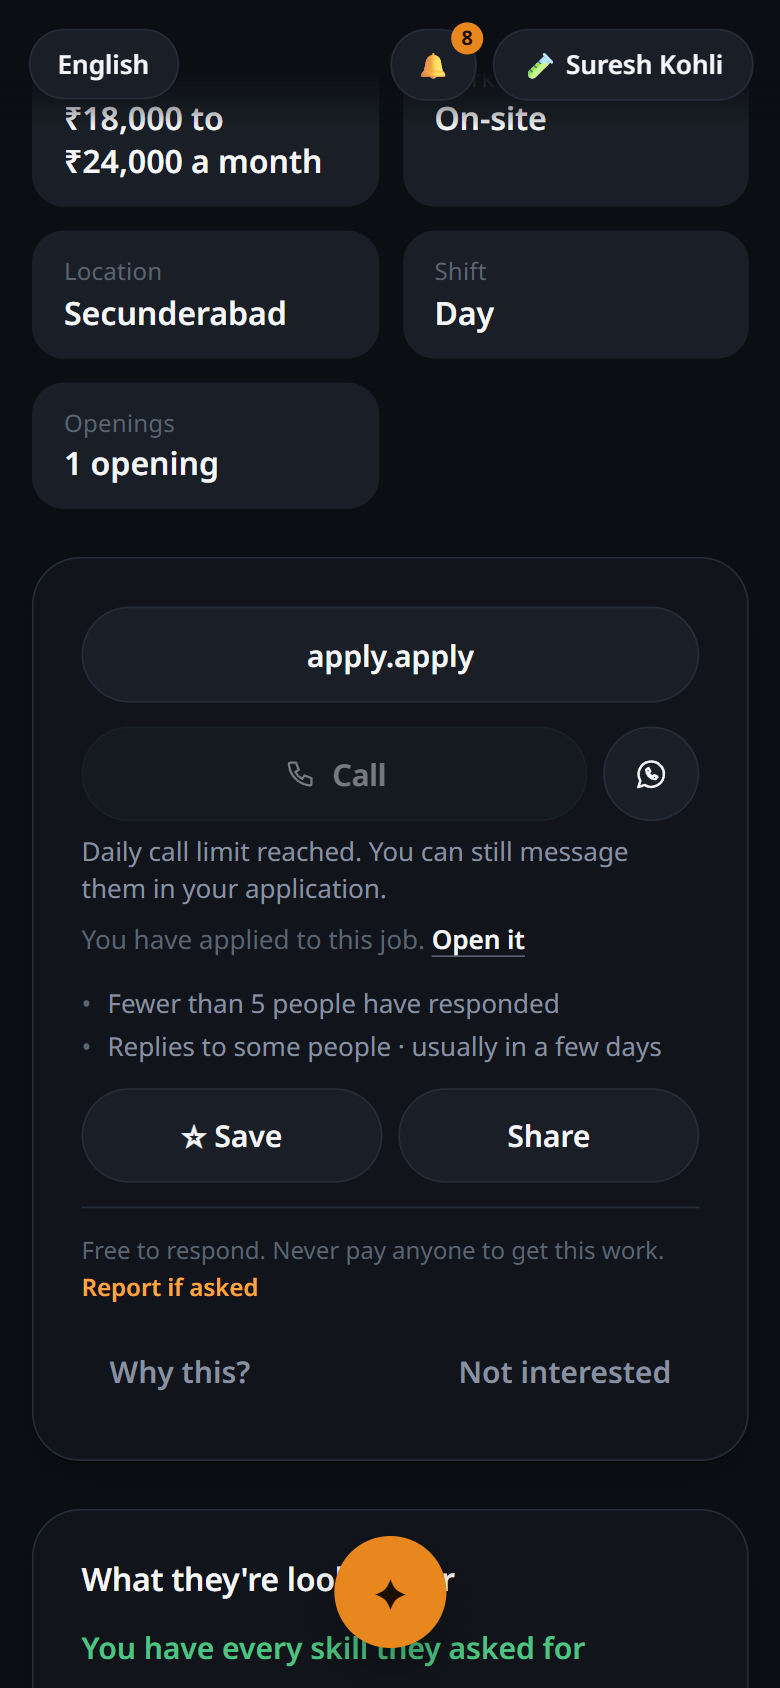 English
8
Suresh Kohli
₹18,000 to
₹24,000 a month
On-site
Location
Secunderabad
Shift
Day
Openings
1 opening
apply.apply
Call
Daily call limit reached. You can still message
them in your application.
You have applied to this job. Open it
• Fewer than 5 people have responded
• Replies to some people · usually in a few days
☆ Save
Share
Free to respond. Never pay anyone to get this work.
Report if asked
Why this?
Not interested
What they're
You have every skill they asked for